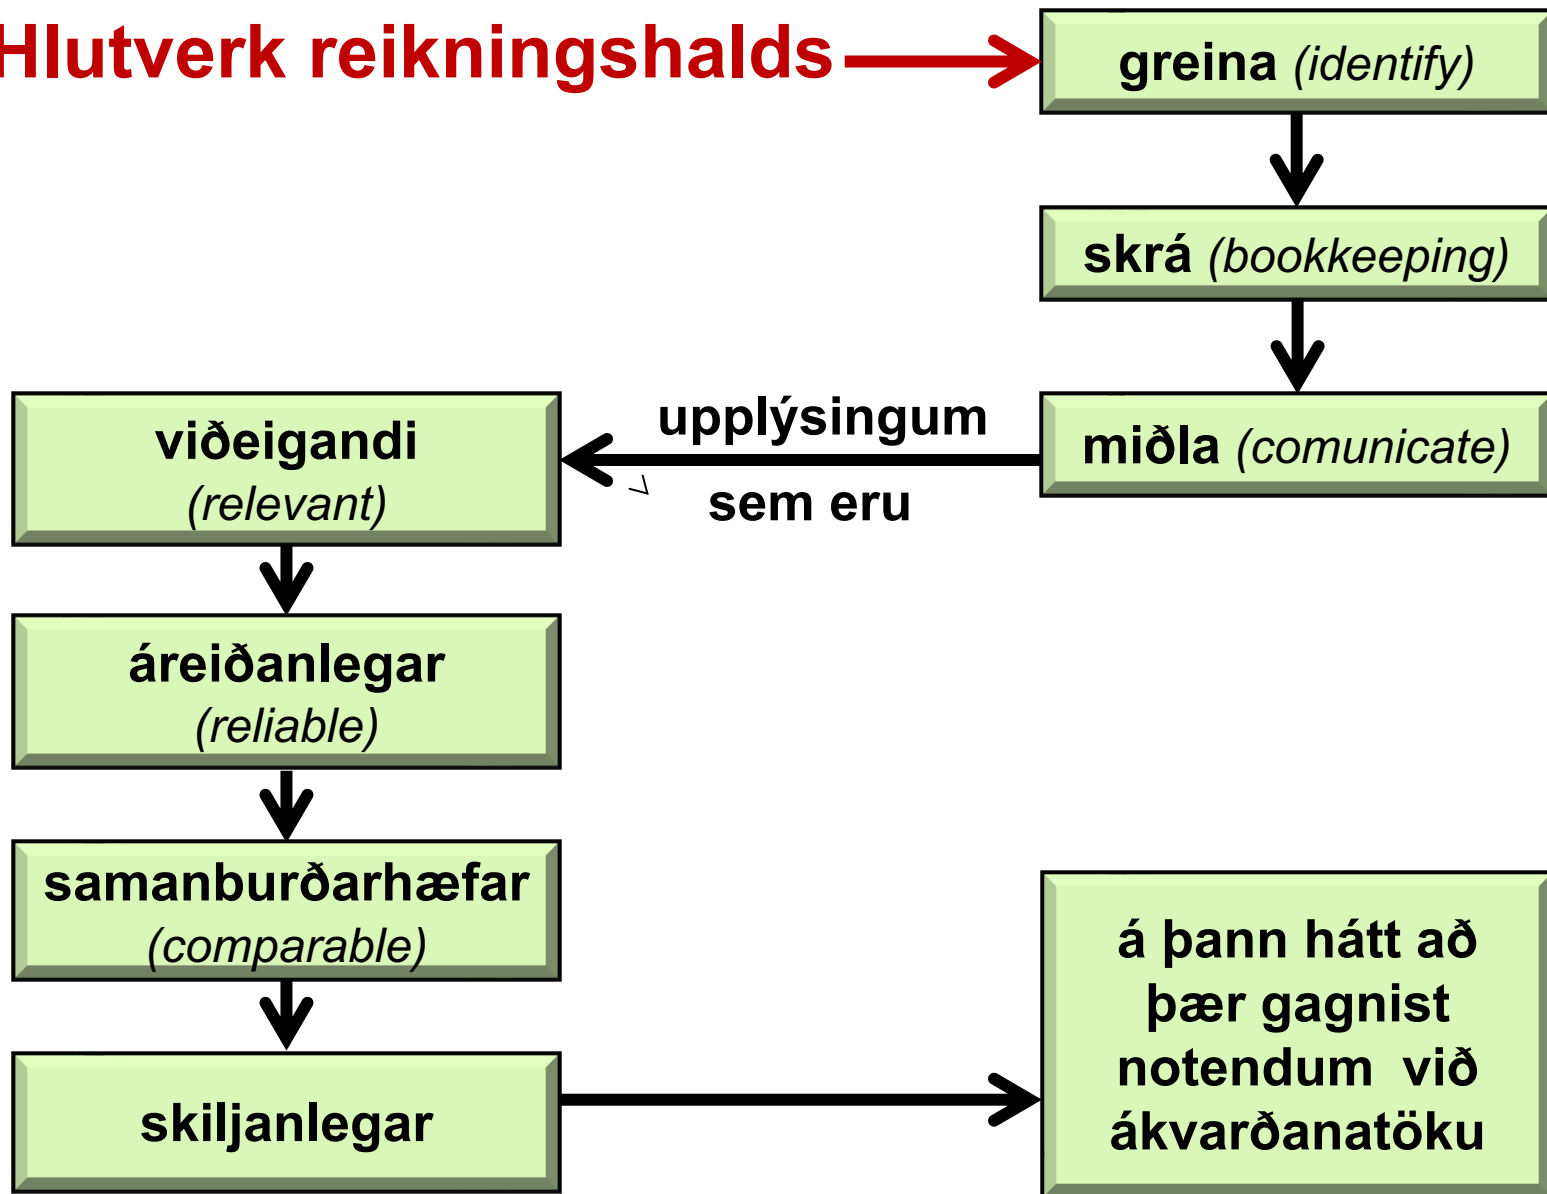 Hlutverk reikningshalds
greina (identify)
skrá (bookkeeping)
miðla (comunicate)
upplýsingum
sem eru
viðeigandi
(relevant)
áreiðanlegar
(reliable)
samanburðarhæfar
(comparable)
skiljanlegar
á þann hátt að
þær gagnist
notendum við
ákvarðanatöku